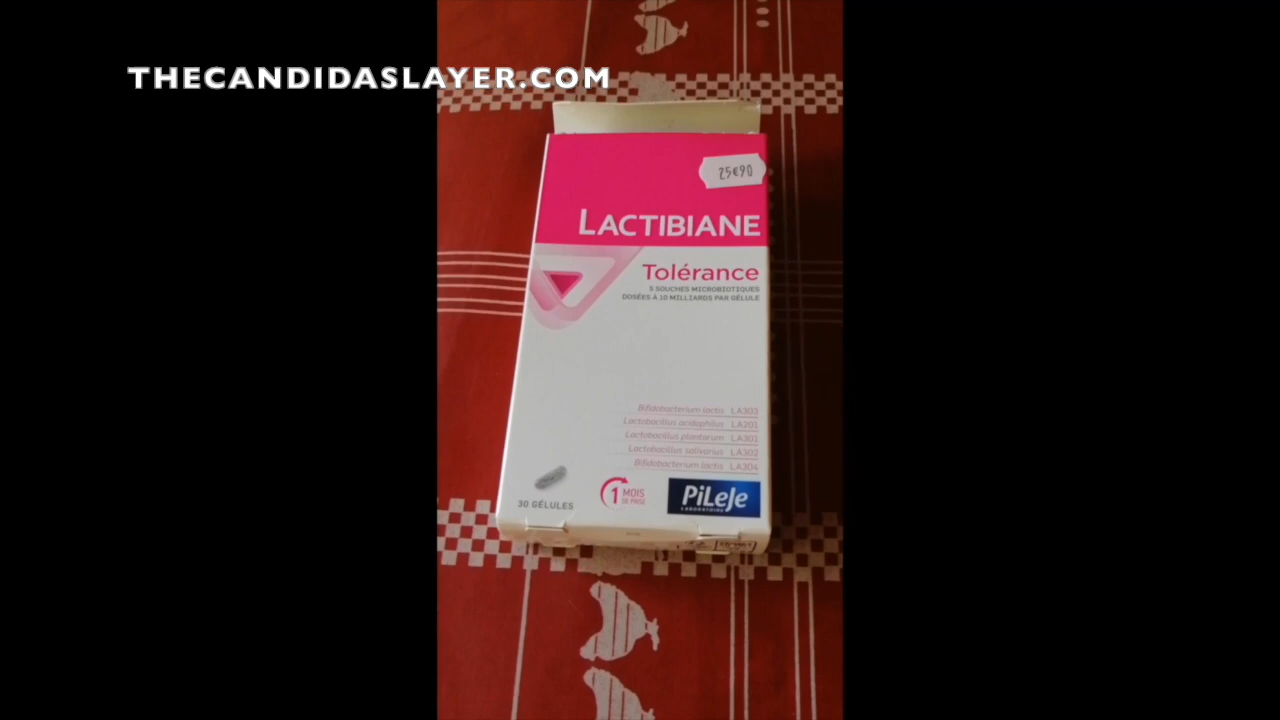 THECANDIDASLAYER.COM
25€90
LACTIBIANE
Tolérance
5 SOUCHES MICROBIOTIQUES
DOSÉES À 10 MILLIARDS PAR GÉLULE
Bifidobacterium lactis LA303
Lactobacillus acidophilus LA201
Lactobacillus plantarum LA301
Lactobacillus salivarius LA302
Bifidobacterium lactis LA304
30 GÉLULES
1 MOIS
DE PRISE
PiLeJe
LABORATOIRE